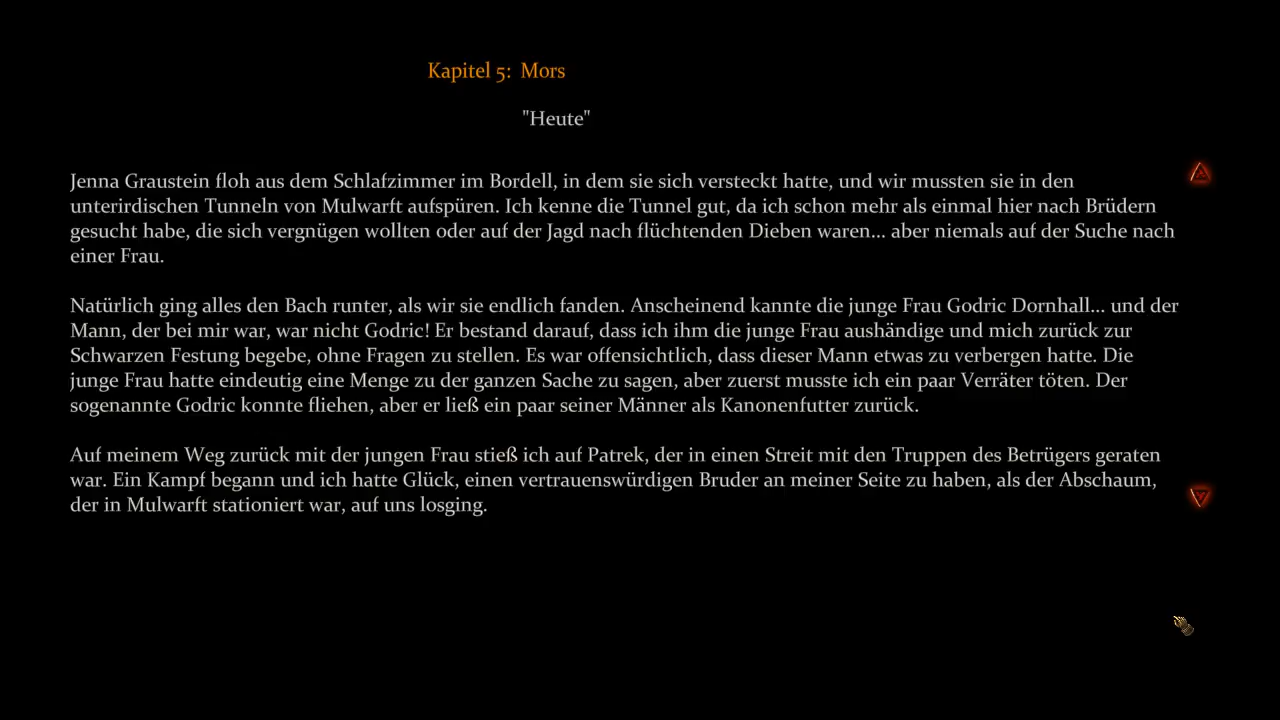 Kapitel 5: Mors
"Heute"
Jenna Graustein floh aus dem Schlafzimmer im Bordell, in dem sie sich versteckt hatte, und wir mussten sie in den
unterirdischen Tunneln von Mulwarft aufspüren. Ich kenne die Tunnel gut, da ich schon mehr als einmal hier nach Brüdern
gesucht habe, die sich vergnügen wollten oder auf der Jagd nach flüchtenden Dieben waren... aber niemals auf der Suche nach
einer Frau.
Natürlich ging alles den Bach runter, als wir sie endlich fanden. Anscheinend kannte die junge Frau Godric Dornhall... und der
Mann, der bei mir war, war nicht Godric! Er bestand darauf, dass ich ihm die junge Frau aushändige und mich zurück zur
Schwarzen Festung begebe, ohne Fragen zu stellen. Es war offensichtlich, dass dieser Mann etwas zu verbergen hatte. Die
junge Frau hatte eindeutig eine Menge zu der ganzen Sache zu sagen, aber zuerst musste ich ein paar Verräter töten. Der
sogenannte Godric konnte fliehen, aber er ließ ein paar seiner Männer als Kanonenfutter zurück.
Auf meinem Weg zurück mit der jungen Frau stieß ich auf Patrek, der in einen Streit mit den Truppen des Betrügers geraten
war. Ein Kampf begann und ich hatte Glück, einen vertrauenswürdigen Bruder an meiner Seite zu haben, als der Abschaum,
der in Mulwarft stationiert war, auf uns losging.